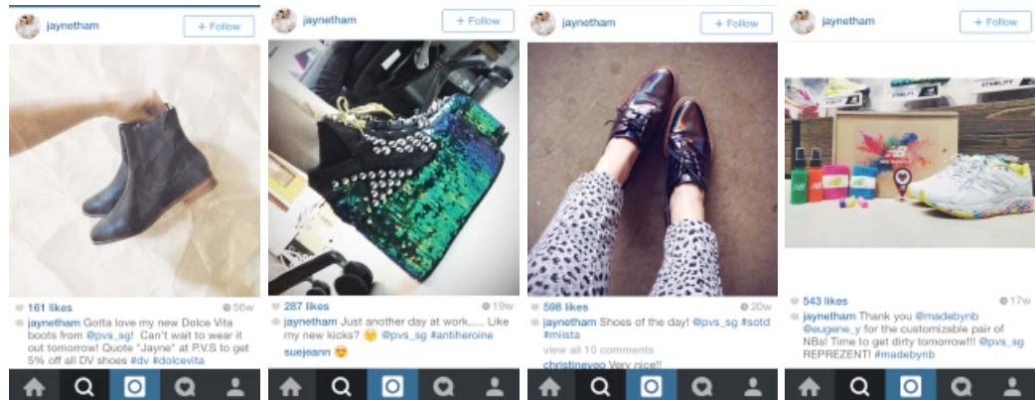 jaynetham
+ Follow
161 likes
56w
jaynetham Gotta love my new Dolce Vita
boots from @pvs_sg! Can't wait to wear it
out tomorrow! Quote "Jayne" at P.V.S to get
5% off all DV shoes #dv #dolcevita
jaynetham
+ Follow
287 likes
19w
jaynetham Just another day at work..... Like
my new kicks? 😏 @pvs_sg #antiheroine
suejeann 😍
jaynetham
+ Follow
598 likes
20w
jaynetham Shoes of the day! @pvs_sg #sotd
#miista
view all 10 comments
christineyeo Very nice!!
jaynetham
+ Follow
NB
543 likes
17w
jaynetham Thank you @madebynb
@eugene_y for the customizable pair of
NBs! Time to get dirty tomorrow!!! @pvs_sg
REPREZENT! #madebynb